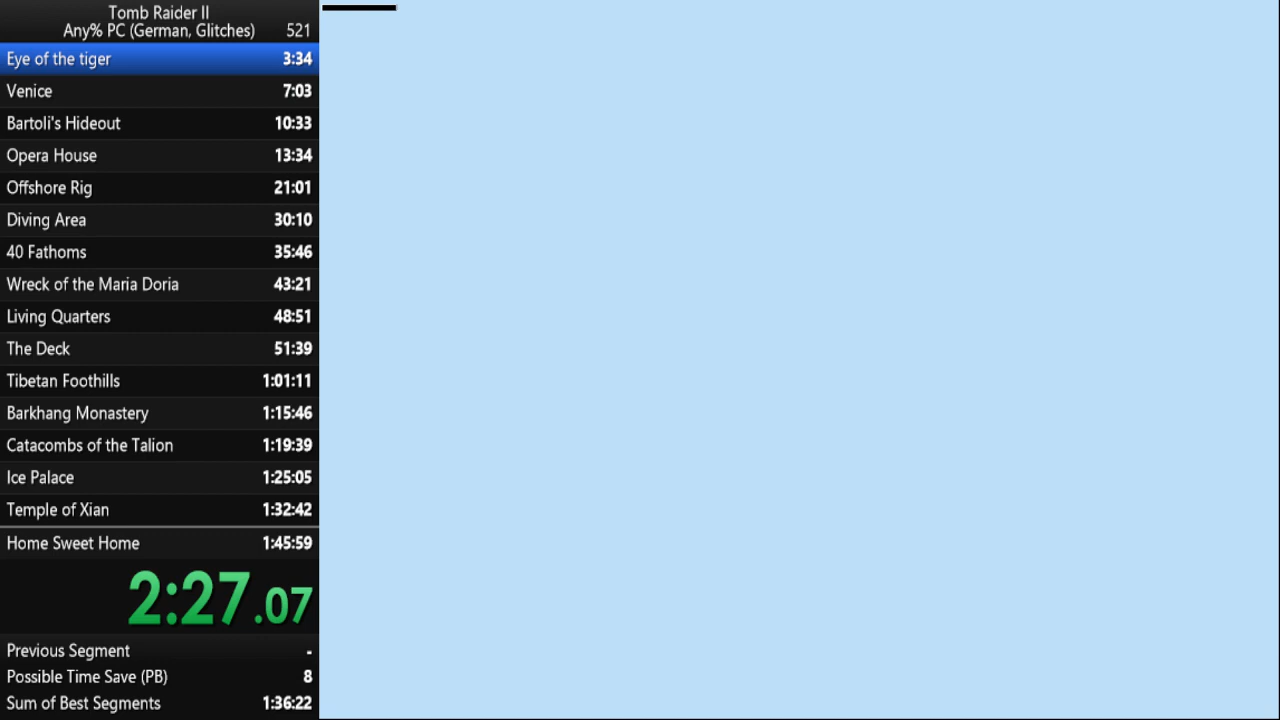 Tomb Raider II
Any% PC (German, Glitches) 521
Eye of the tiger 3:34
Venice 7:03
Bartoli's Hideout 10:33
Opera House 13:34
Offshore Rig 21:01
Diving Area 30:10
40 Fathoms 35:46
Wreck of the Maria Doria 43:21
Living Quarters 48:51
The Deck 51:39
Tibetan Foothills 1:01:11
Barkhang Monastery 1:15:46
Catacombs of the Talion 1:19:39
Ice Palace 1:25:05
Temple of Xian 1:32:42
Home Sweet Home 1:45:59
2:27.07
Previous Segment -
Possible Time Save (PB) 8
Sum of Best Segments 1:36:22